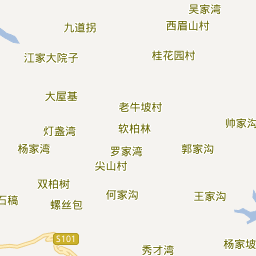 吴家湾
九道拐
西眉山村
江家大院子
桂花园村
大屋基
老牛坡村
灯盏湾
软柏林
帅家沟
杨家湾
罗家湾
郭家沟
尖山村
双柏树
何家沟
王家沟
石稿
螺丝包
S101
秀才湾
杨家坡